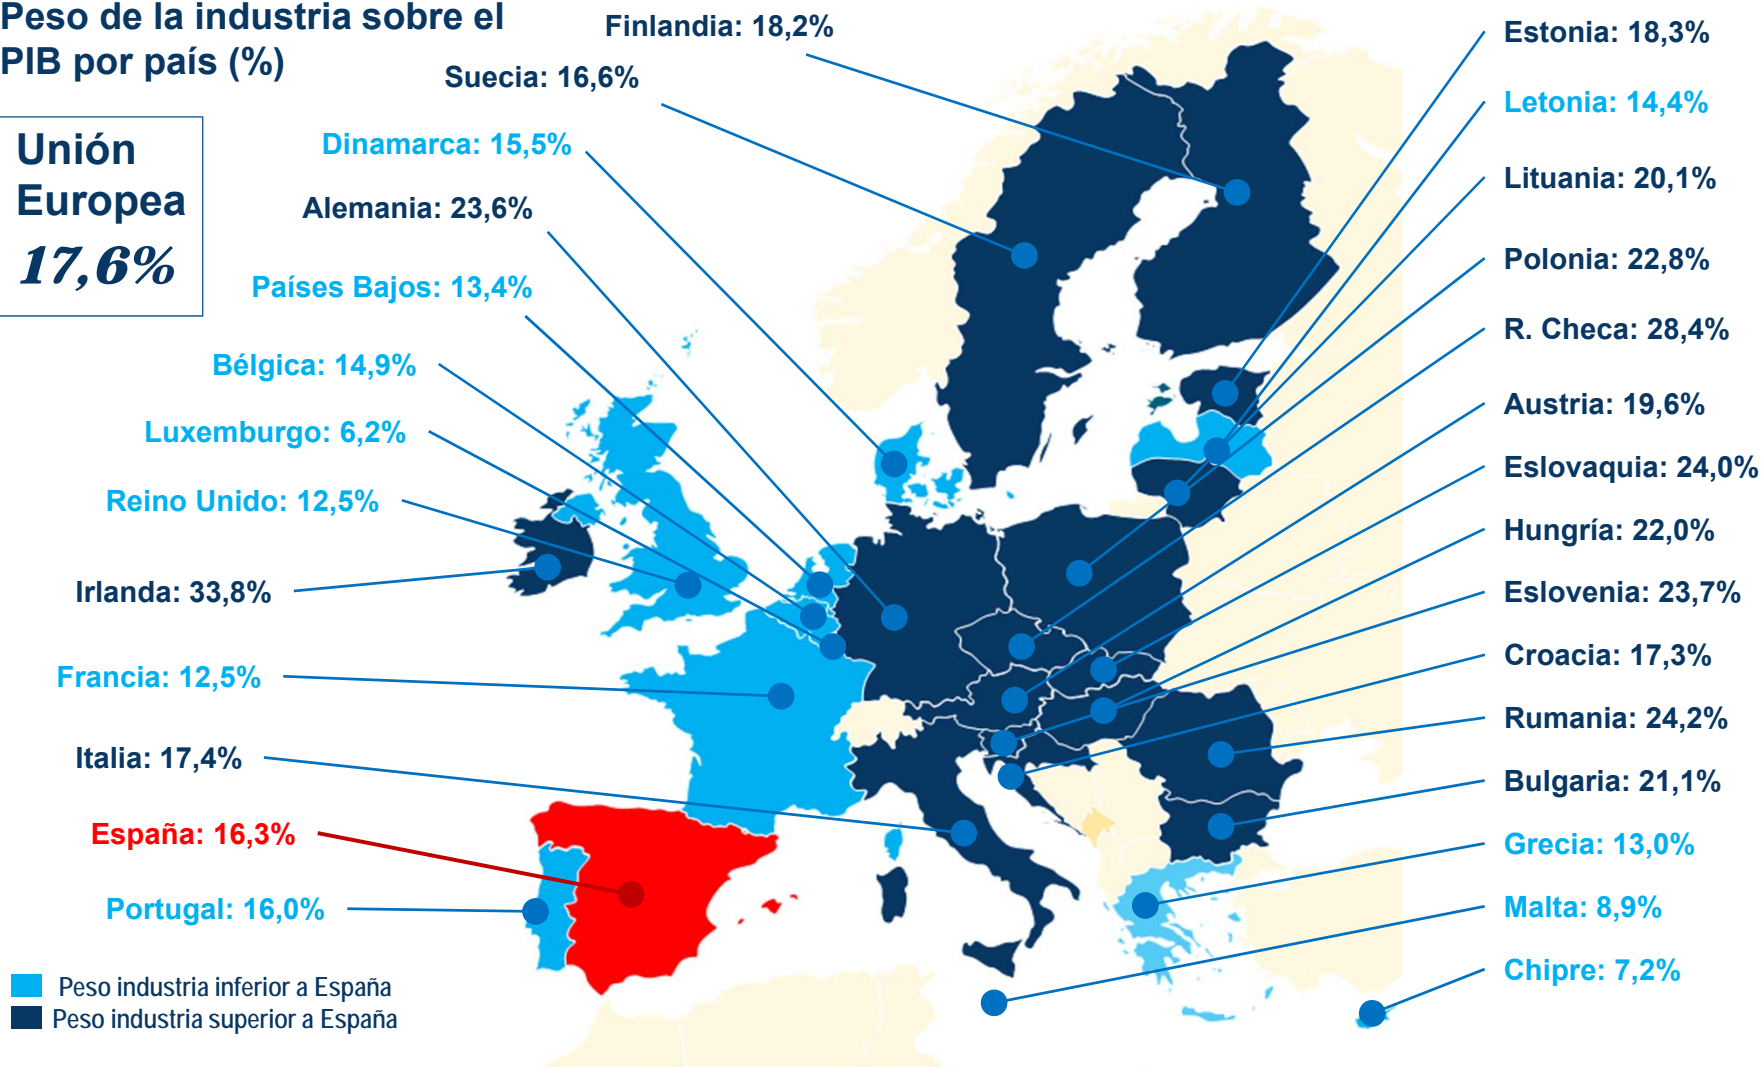 Peso de la industria sobre el
PIB por país (%)
Unión
Europea
17,6%
Finlandia: 18,2%
Suecia: 16,6%
Dinamarca: 15,5%
Alemania: 23,6%
Países Bajos: 13,4%
Bélgica: 14,9%
Luxemburgo: 6,2%
Reino Unido: 12,5%
Irlanda: 33,8%
Francia: 12,5%
Italia: 17,4%
España: 16,3%
Portugal: 16,0%
Peso industria inferior a España
Peso industria superior a España
Estonia: 18,3%
Letonia: 14,4%
Lituania: 20,1%
Polonia: 22,8%
R. Checa: 28,4%
Austria: 19,6%
Eslovaquia: 24,0%
Hungría: 22,0%
Eslovenia: 23,7%
Croacia: 17,3%
Rumania: 24,2%
Bulgaria: 21,1%
Grecia: 13,0%
Malta: 8,9%
Chipre: 7,2%